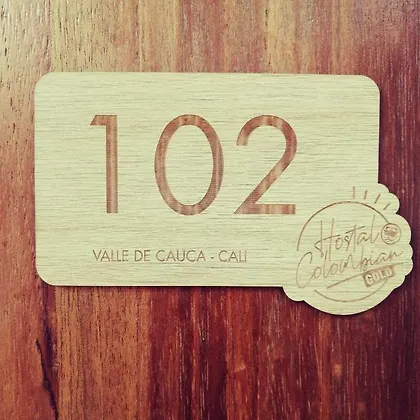 102
VALLE DE CAUCA - CALI
Hostal
Colombian
GOLD